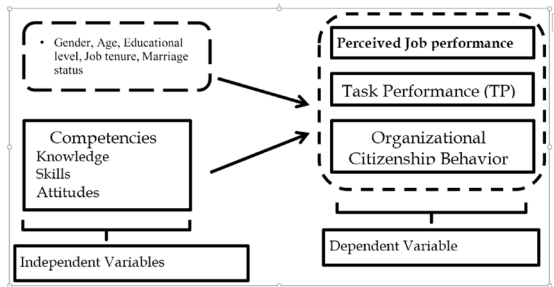 • Gender, Age, Educational
level, Job tenure, Marriage
status
Competencies
Knowledge
Skills
Attitudes
Independent Variables
Perceived Job performance
Task Performance (TP)
Organizational
Citizenship Behavior
Dependent Variable